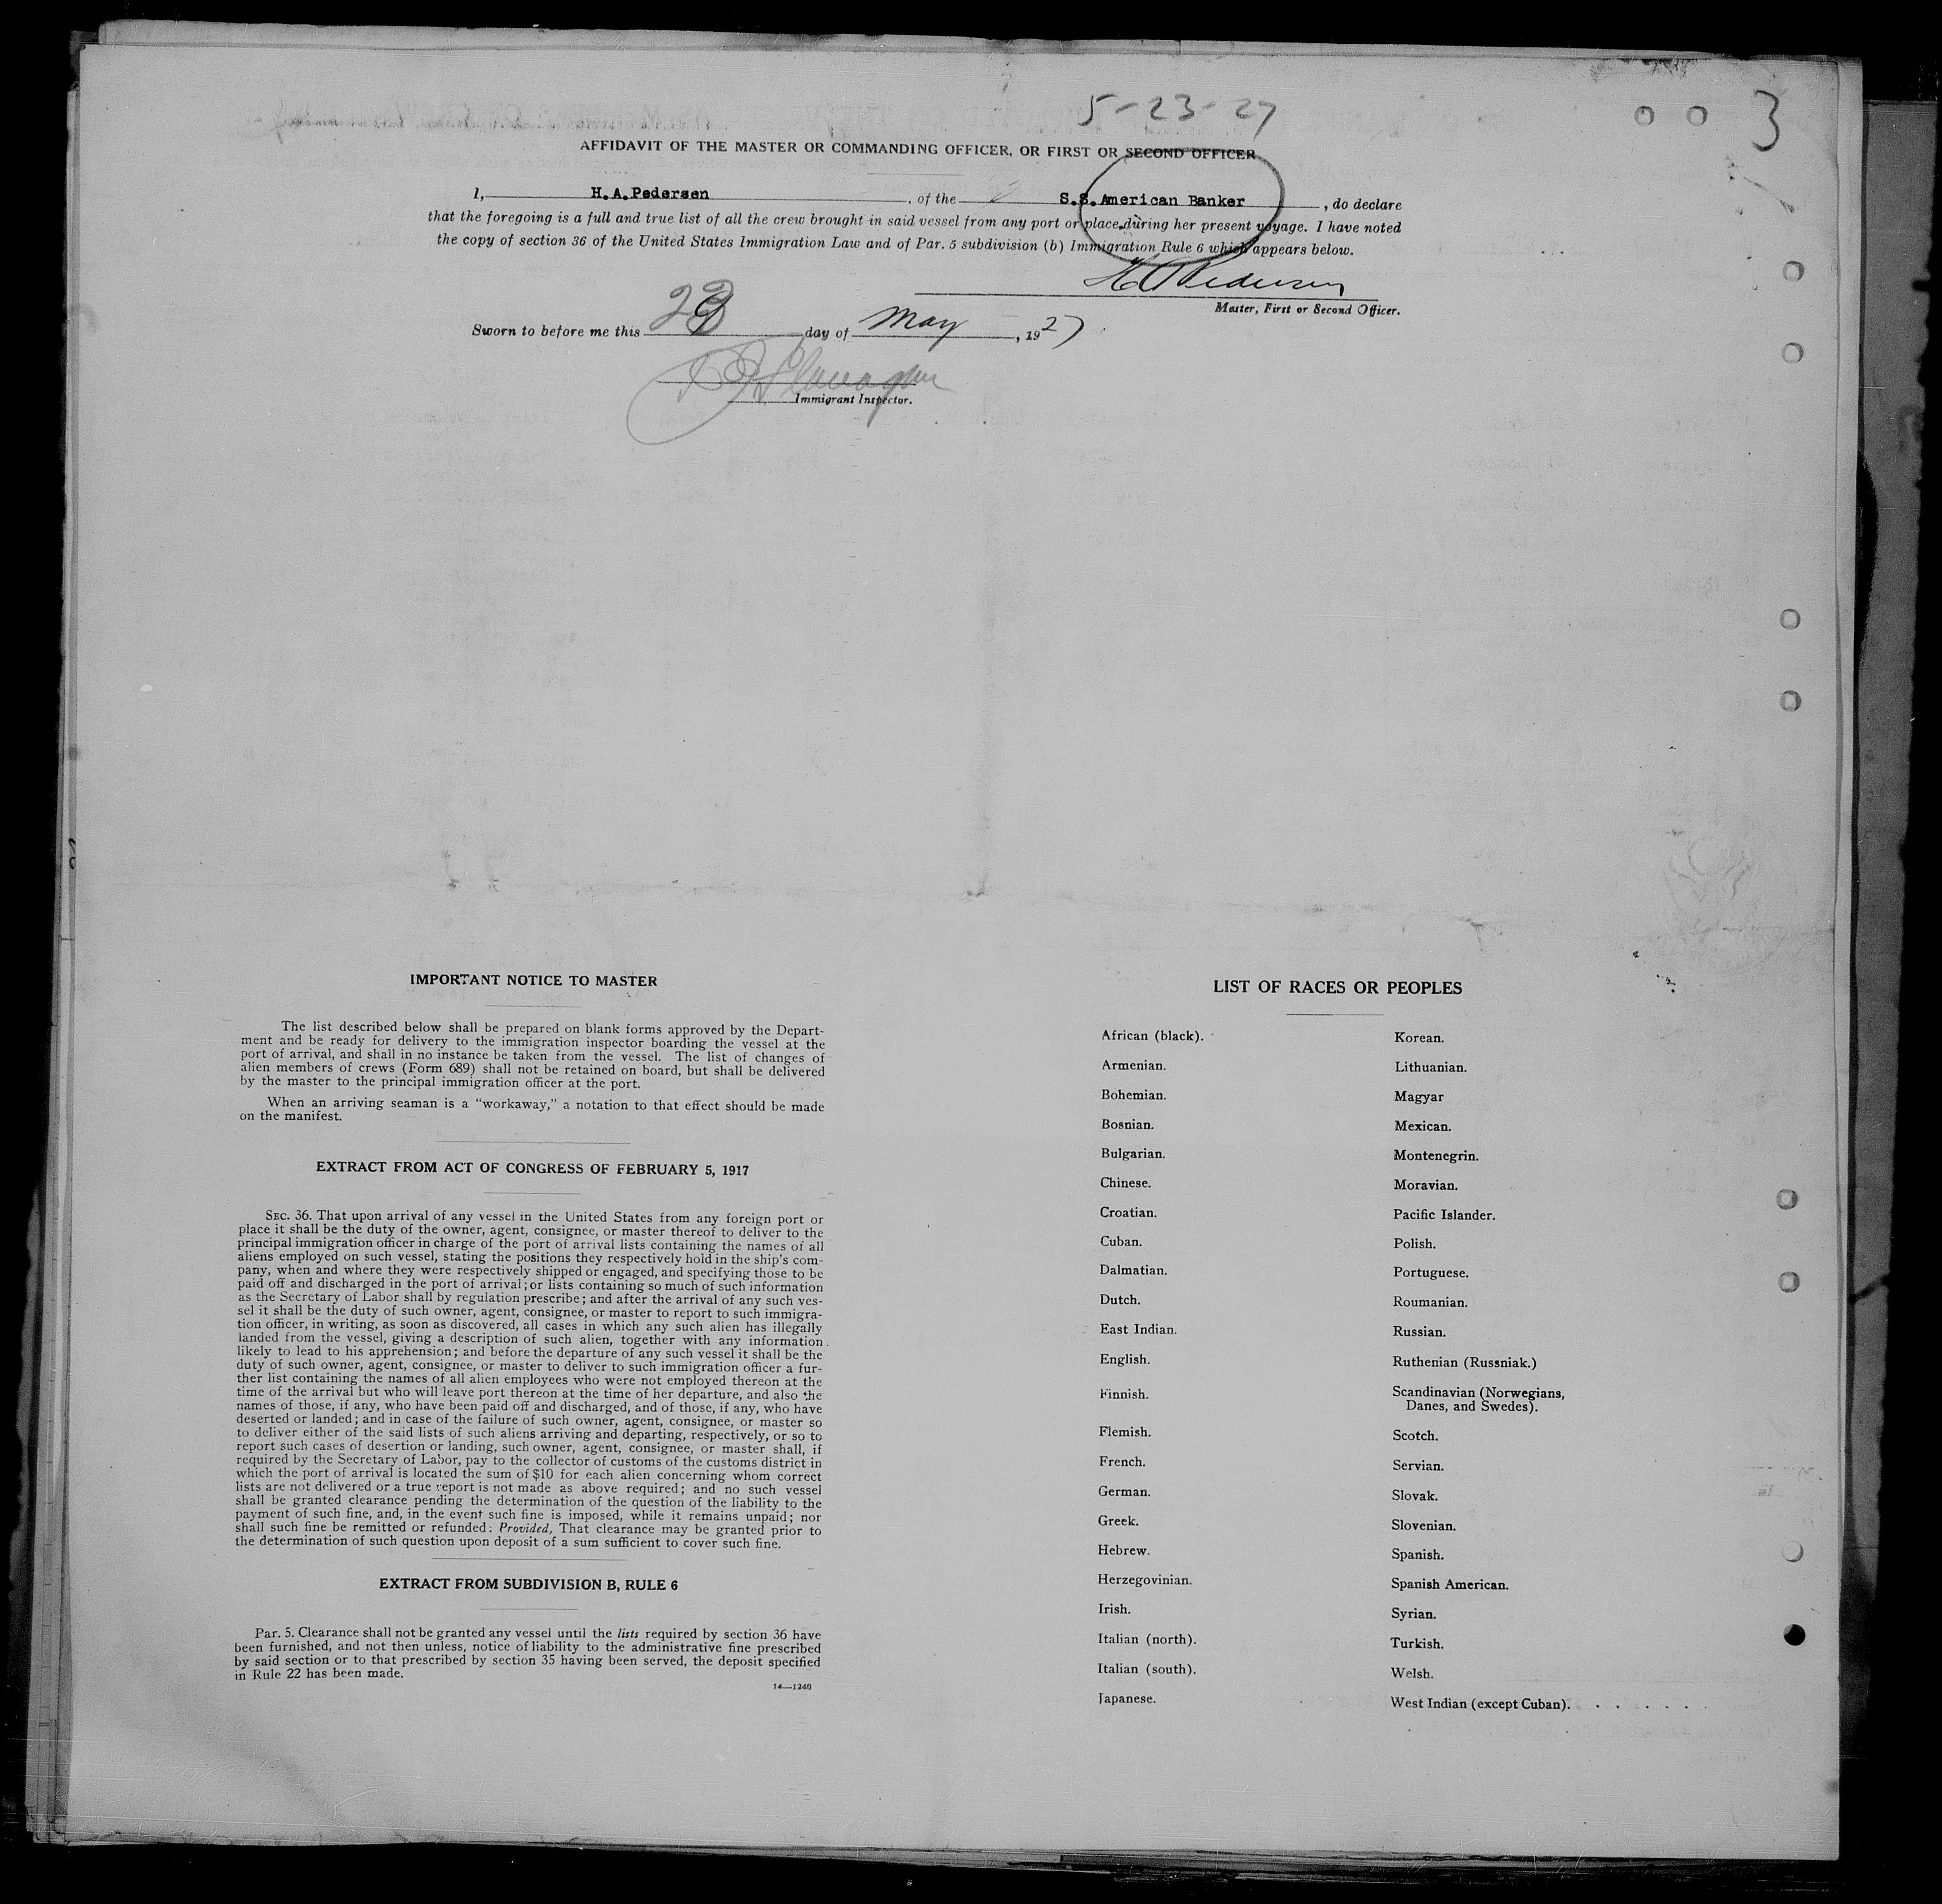 5-23-27
3
AFFIDAVIT OF THE MASTER OR COMMANDING OFFICER, OR FIRST OR SECOND OFFICER
I, H.A.Pedersen, of the S.S.American Banker, do declare
that the foregoing is a full and true list of all the crew brought in said vessel from any port or place during her present voyage. I have noted
the copy of section 36 of the United States Immigration Law and of Par. 5 subdivision (b) Immigration Rule 6 which appears below.
HA Pedersen
Master, First or Second Officer.
Sworn to before me this 23 day of May, 1927
Immigrant Inspector.
IMPORTANT NOTICE TO MASTER
The list described below shall be prepared on blank forms approved by the Depart-
ment and be ready for delivery to the immigration inspector boarding the vessel at the
port of arrival, and shall in no instance be taken from the vessel. The list of changes of
alien members of crews (Form 689) shall not be retained on board, but shall be delivered
by the master to the principal immigration officer at the port.
When an arriving seaman is a “workaway,” a notation to that effect should be made
on the manifest.
EXTRACT FROM ACT OF CONGRESS OF FEBRUARY 5, 1917
SEC. 36. That upon arrival of any vessel in the United States from any foreign port or
place it shall be the duty of the owner, agent, consignee, or master thereof to deliver to the
principal immigration officer in charge of the port of arrival lists containing the names of all
aliens employed on such vessel, stating the positions they respectively hold in the ship's com-
pany, when and where they were respectively shipped or engaged, and specifying those to be
paid off and discharged in the port of arrival; or lists containing so much of such information
as the Secretary of Labor shall by regulation prescribe; and after the arrival of any such ves-
sel it shall be the duty of such owner, agent, consignee, or master to report to such immigra-
tion officer, in writing, as soon as discovered, all cases in which any such alien has illegally
landed from the vessel, giving a description of such alien, together with any information
likely to lead to his apprehension; and before the departure of any such vessel it shall be the
duty of such owner, agent, consignee, or master to deliver to such immigration officer a fur-
ther list containing the names of all alien employees who were not employed thereon at the
time of the arrival but who will leave port thereon at the time of her departure, and also the
names of those, if any, who have been paid off and discharged, and of those, if any, who have
deserted or landed; and in case of the failure of such owner, agent, consignee, or master so
to deliver either of the said lists of such aliens arriving and departing, respectively, or so to
report such cases of desertion or landing, such owner, agent, consignee, or master shall, if
required by the Secretary of Labor, pay to the collector of customs of the customs district in
which the port of arrival is located the sum of $10 for each alien concerning whom correct
lists are not delivered or a true report is not made as above required; and no such vessel
shall be granted clearance pending the determination of the question of the liability to the
payment of such fine, and, in the event such fine is imposed, while it remains unpaid; nor
shall such fine be remitted or refunded: Provided, That clearance may be granted prior to
the determination of such question upon deposit of a sum sufficient to cover such fine.
EXTRACT FROM SUBDIVISION B, RULE 6
Par. 5. Clearance shall not be granted any vessel until the lists required by section 36 have
been furnished, and not then unless, notice of liability to the administrative fine prescribed
by said section or to that prescribed by section 35 having been served, the deposit specified
in Rule 22 has been made.
14—1240
LIST OF RACES OR PEOPLES
African (black).
Armenian.
Bohemian.
Bosnian.
Bulgarian.
Chinese.
Croatian.
Cuban.
Dalmatian.
Dutch.
East Indian.
English.
Finnish.
Flemish.
French.
German.
Greek.
Hebrew.
Herzegovinian.
Irish.
Italian (north).
Italian (south).
Japanese.
Korean.
Lithuanian.
Magyar
Mexican.
Montenegrin.
Moravian.
Pacific Islander.
Polish.
Portuguese.
Roumanian.
Russian.
Ruthenian (Russniak.)
Scandinavian (Norwegians,
Danes, and Swedes).
Scotch.
Servian.
Slovak.
Slovenian.
Spanish.
Spanish American.
Syrian.
Turkish.
Welsh.
West Indian (except Cuban).